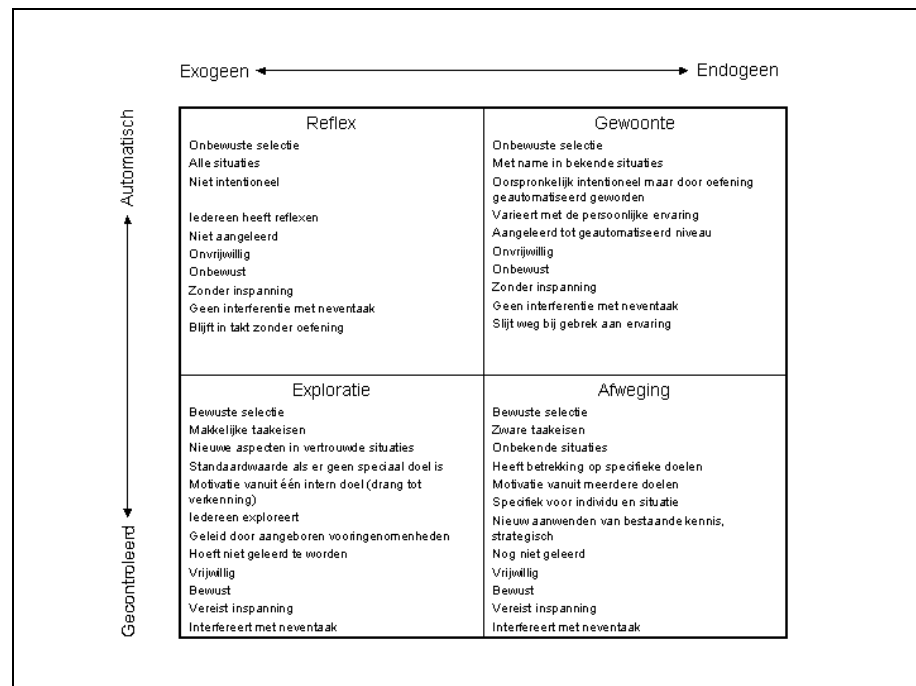 Exogeen
Endogeen
Automatisch
Gecontroleerd
Reflex
Onbewuste selectie
Alle situaties
Niet intentioneel
Iedereen heeft reflexen
Niet aangeleerd
Onvrijwillig
Onbewust
Zonder inspanning
Geen interferentie met neventaak
Blijft in takt zonder oefening
Gewoonte
Onbewuste selectie
Met name in bekende situaties
Oorspronkelijk intentioneel maar door oefening
geautomatiseerd geworden
Varieert met de persoonlijke ervaring
Aangeleerd tot geautomatiseerd niveau
Onvrijwillig
Onbewust
Zonder inspanning
Geen interferentie met neventaak
Slijt weg bij gebrek aan ervaring
Exploratie
Bewuste selectie
Makkelijke taakeisen
Nieuwe aspecten in vertrouwde situaties
Standaardwaarde als er geen speciaal doel is
Motivatie vanuit één intern doel (drang tot
verkenning)
Iedereen exploreert
Geleid door aangeboren vooringenomenheden
Hoeft niet geleerd te worden
Vrijwillig
Bewust
Vereist inspanning
Interfereert met neventaak
Afweging
Bewuste selectie
Zware taakeisen
Onbekende situaties
Heeft betrekking op specifieke doelen
Motivatie vanuit meerdere doelen
Specifiek voor individu en situatie
Nieuw aanwenden van bestaande kennis,
strategisch
Nog niet geleerd
Vrijwillig
Bewust
Vereist inspanning
Interfereert met neventaak